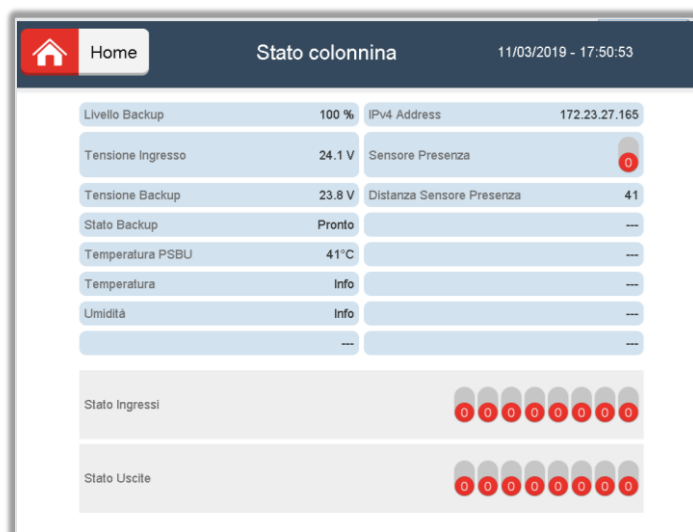 Home Stato colonnina 11/03/2019 - 17:50:53
Livello Backup 100 % IPv4 Address 172.23.27.165
Tensione Ingresso 24.1 V Sensore Presenza 0
Tensione Backup 23.8 V Distanza Sensore Presenza 41
Stato Backup Pronto ---
Temperatura PSBU 41°C ---
Temperatura Info ---
Umidità Info ---
--- ---
Stato Ingressi 0 0 0 0 0 0 0 0
Stato Uscite 0 0 0 0 0 0 0 0